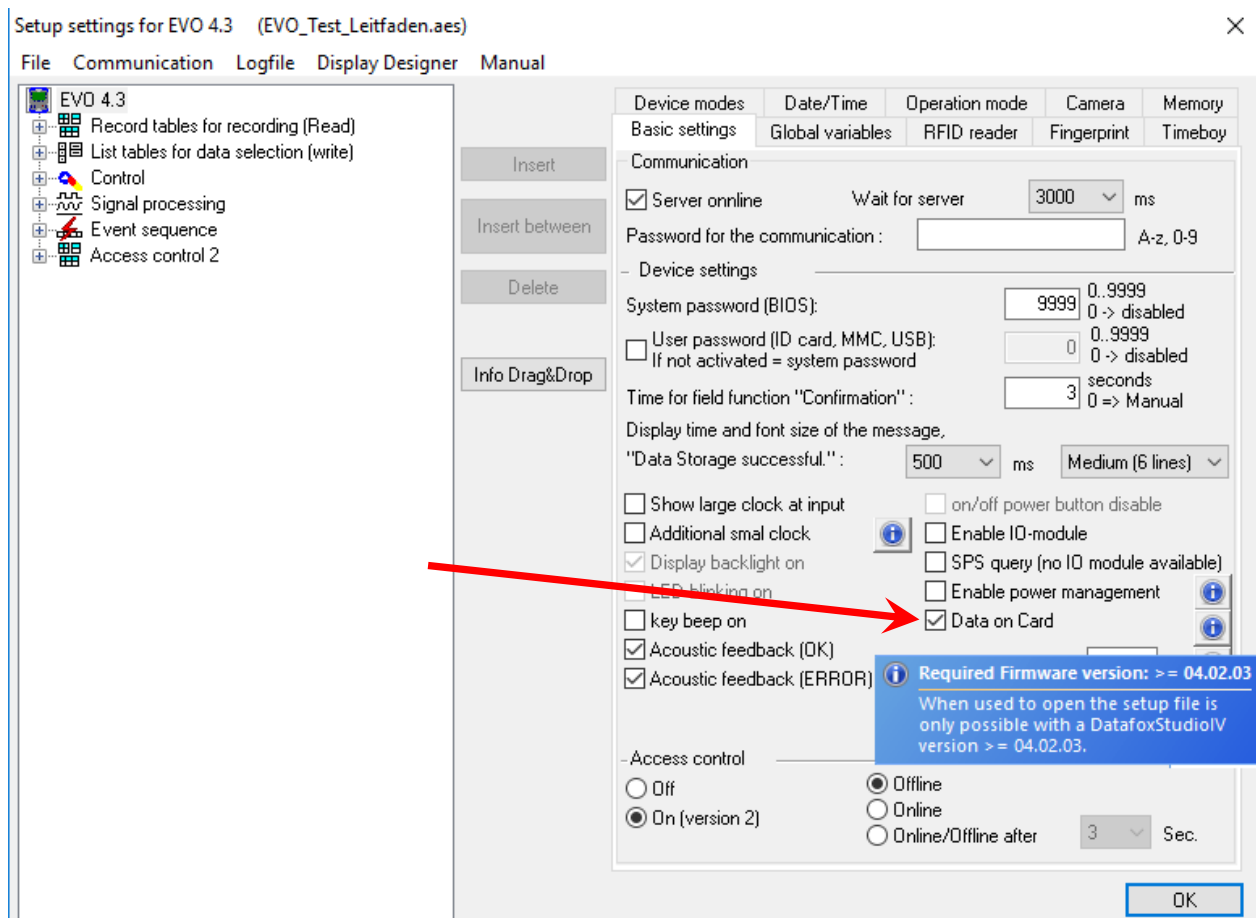 Setup settings for EVO 4.3 (EVO_Test_Leitfaden.aes)
File Communication Logfile Display Designer Manual
EVO 4.3
Record tables for recording (Read)
List tables for data selection (write)
Control
Signal processing
Event sequence
Access control 2
Insert
Insert between
Delete
Info Drag&Drop
Device modes Date/Time Operation mode Camera Memory
Basic settings Global variables RFID reader Fingerprint Timeboy
Communication
Server onnline Wait for server 3000 ms
Password for the communication : A-z, 0-9
Device settings
System password (BIOS): 9999 0..9999
0 -> disabled
User password (ID card, MMC, USB): 0 0..9999
If not activated = system password 0 -> disabled
Time for field function "Confirmation" : 3 seconds
0 => Manual
Display time and font size of the message,
"Data Storage successful." : 500 ms Medium (6 lines)
Show large clock at input on/off power button disable
Additional smal clock Enable IO-module
Display backlight on SPS query (no IO module available)
LED blinking on Enable power management
key beep on Data on Card
Acoustic feedback (OK)
Acoustic feedback (ERROR)
Required Firmware version: >= 04.02.03
When used to open the setup file is
only possible with a DatafoxStudioIV
version >= 04.02.03.
Access control
Off Offline
On (version 2) Online
Online/Offline after 3 Sec.
OK